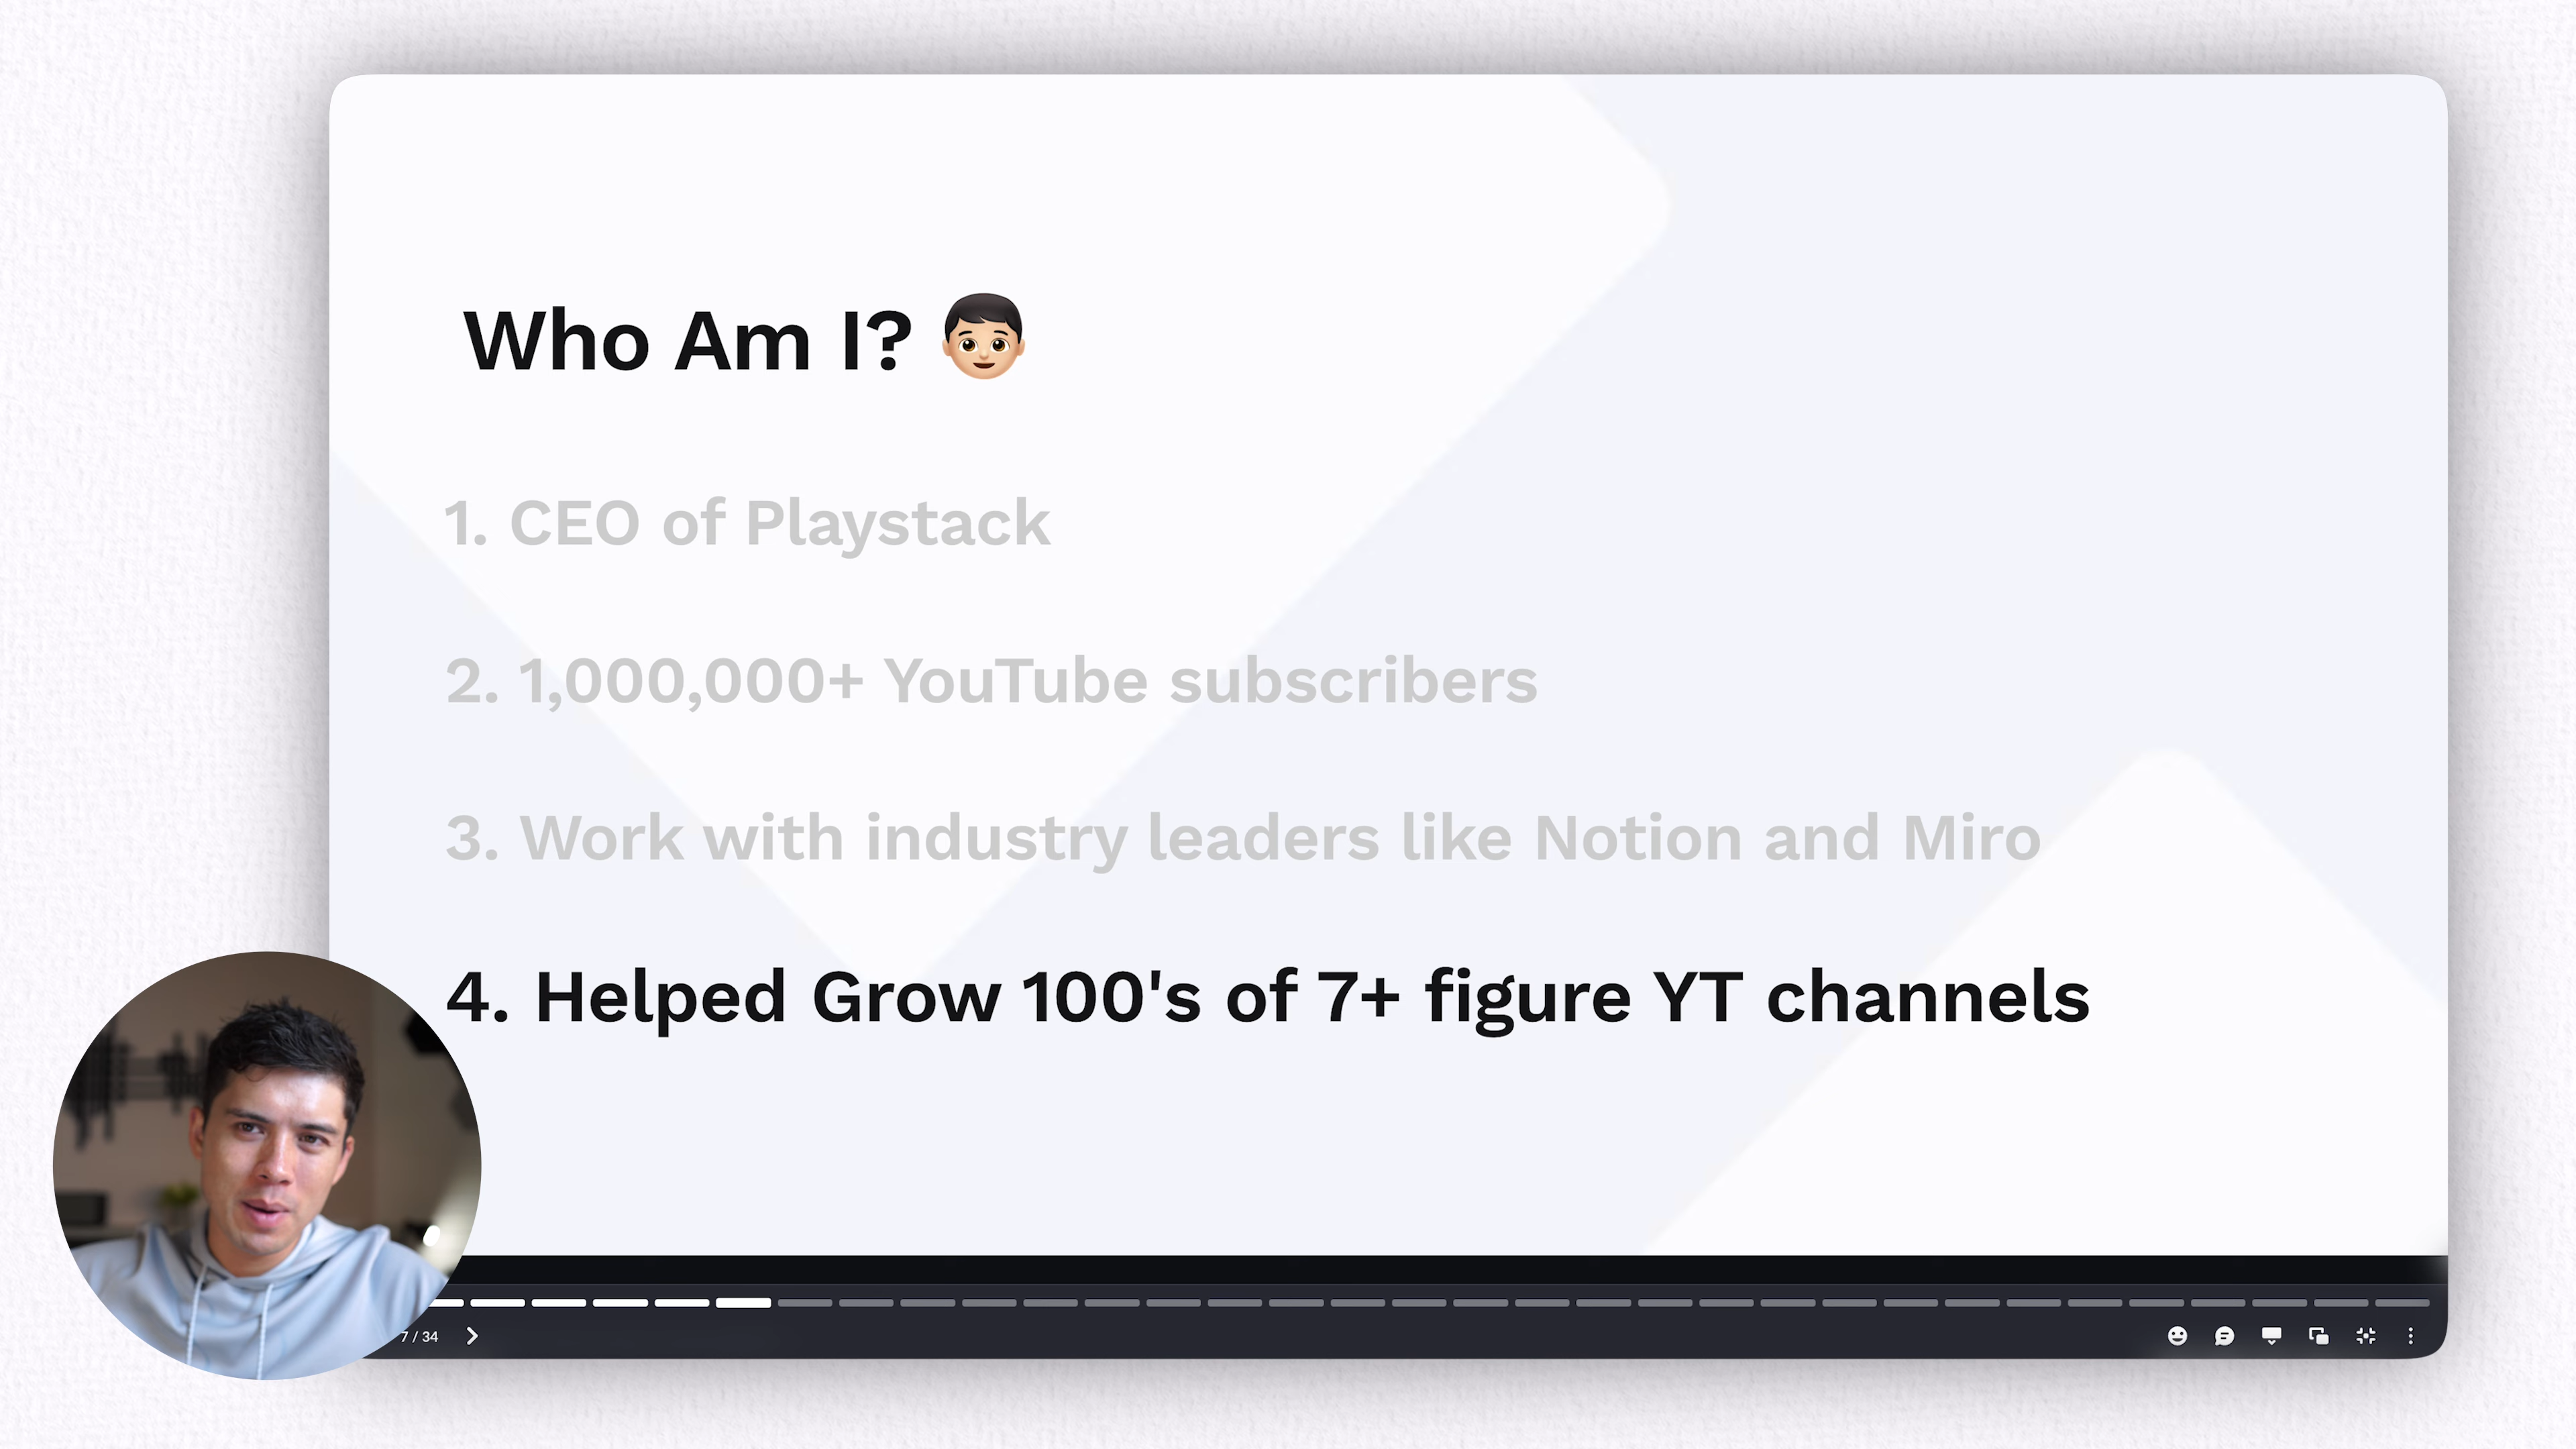 Who Am I?
1. CEO of Playstack
2. 1,000,000+ YouTube subscribers
3. Work with industry leaders like Notion and Miro
4. Helped Grow 100's of 7+ figure YT channels
7 / 34